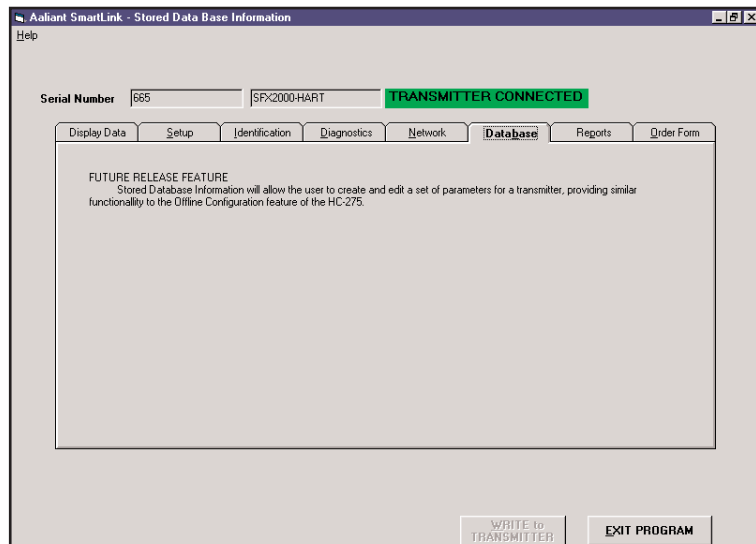 Aaliant SmartLink - Stored Data Base Information
Help
Serial Number 665 SFX2000-HART TRANSMITTER CONNECTED
Display Data Setup Identification Diagnostics Network Database Reports Order Form
FUTURE RELEASE FEATURE
Stored Database Information will allow the user to create and edit a set of parameters for a transmitter, providing similar
functionallity to the Offline Configuration feature of the HC-275.
WRITE to
TRANSMITTER
EXIT PROGRAM